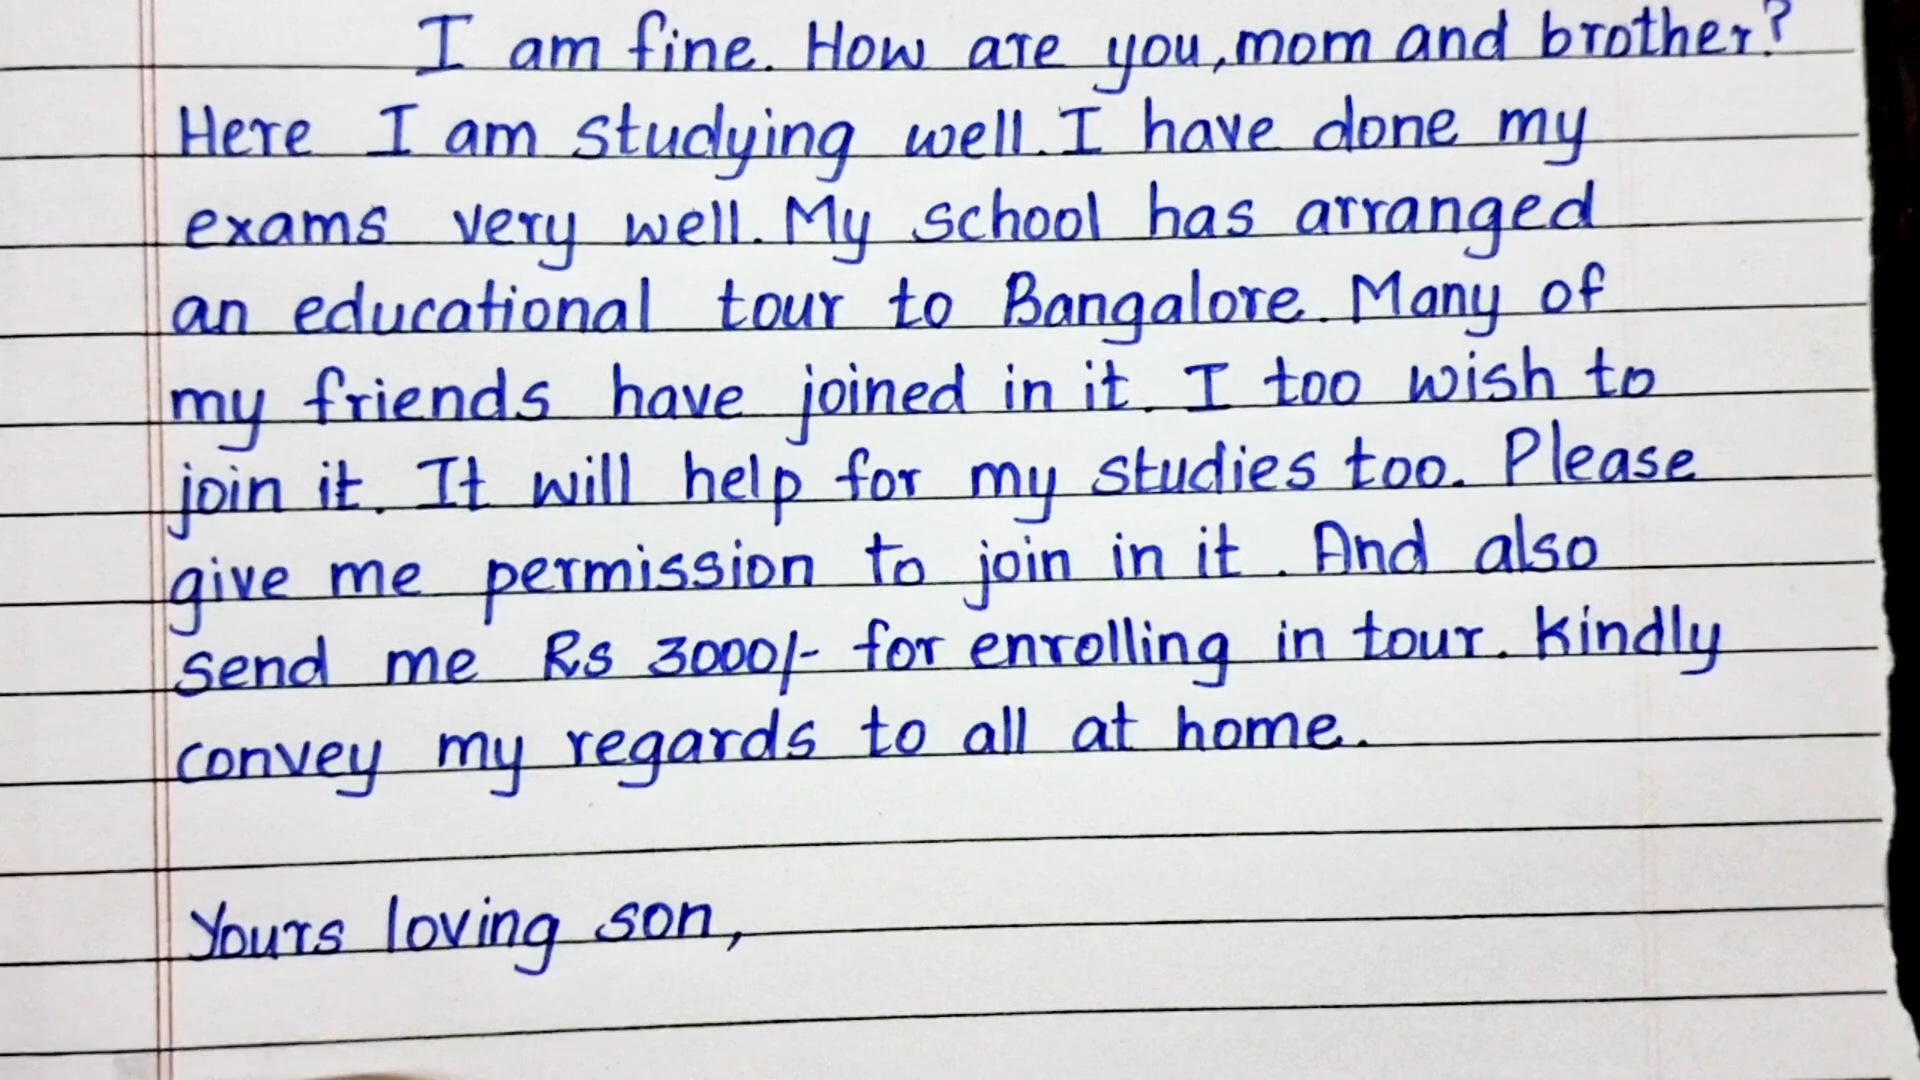 I am fine. How are you, mom and brother?
Here I am studying well. I have done my
exams very well. My school has arranged
an educational tour to Bangalore. Many of
my friends have joined in it. I too wish to
join it. It will help for my studies too. Please
give me permission to join in it. And also
send me Rs 3000/- for enrolling in tour. Kindly
convey my regards to all at home.
Yours loving son,